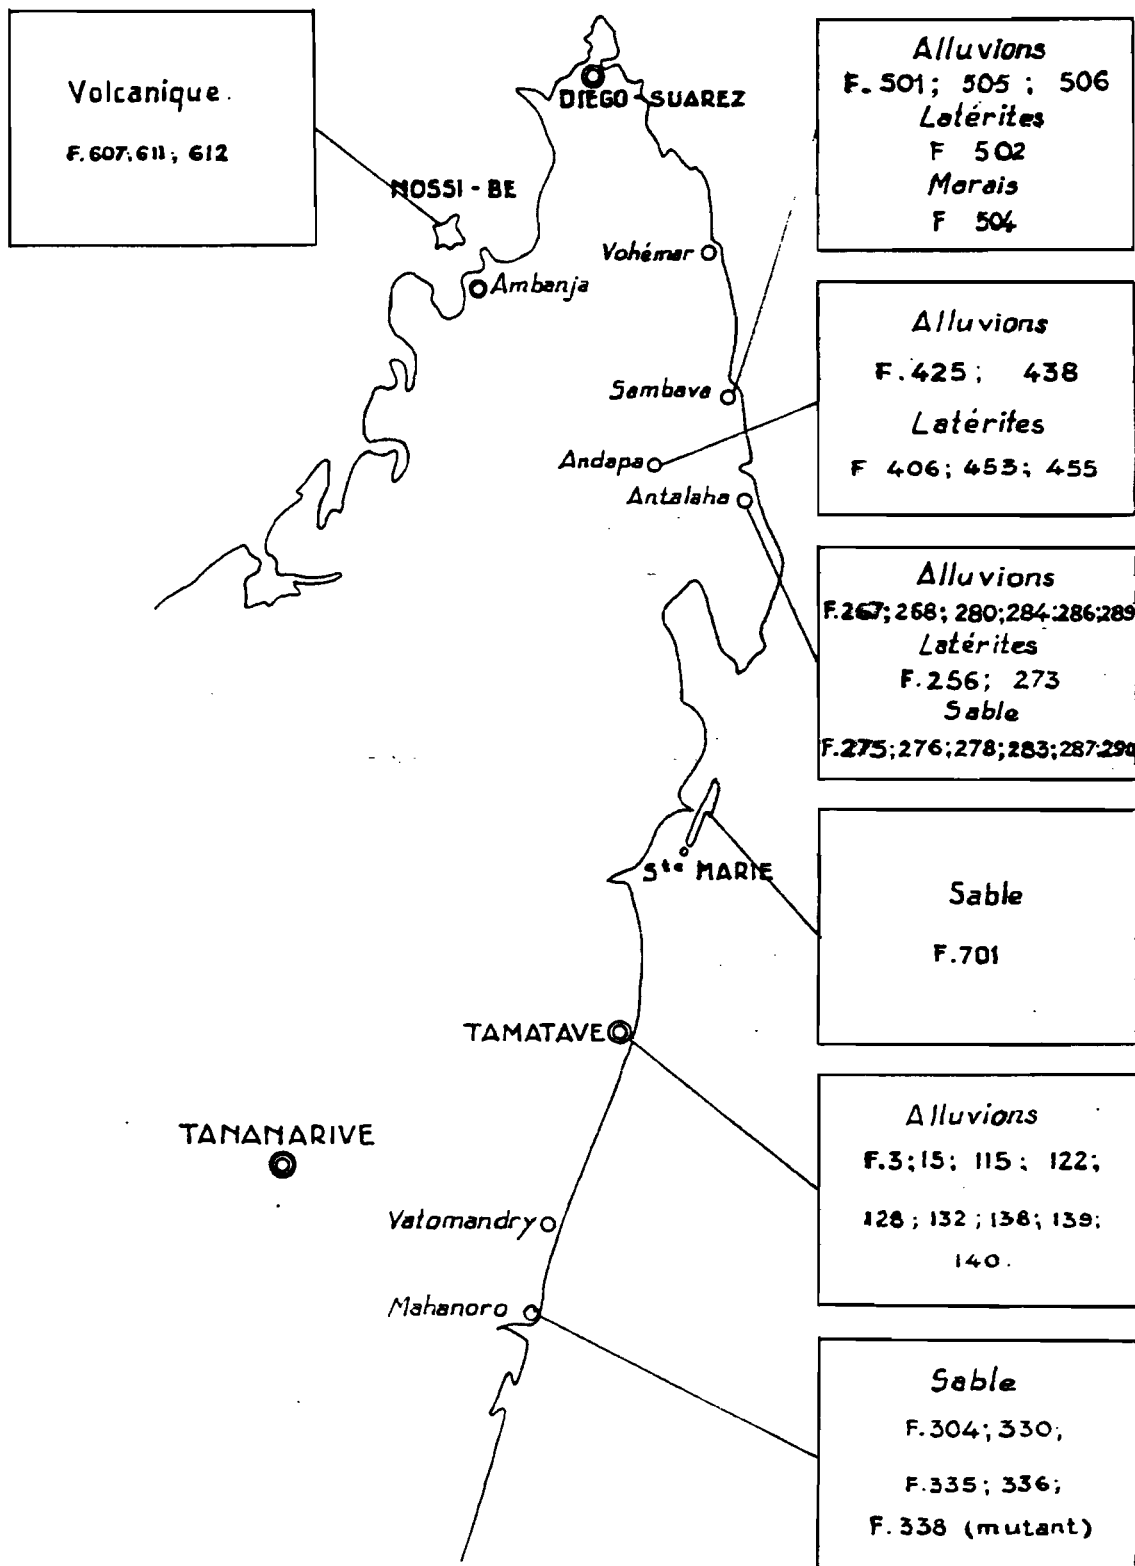 Volcanique.
F.607;611; 612
DIEGO-SUAREZ
NOSSI-BE
Ambanja
Vohémar
Sambava
Andapa
Antalaha
Ste MARIE
TAMATAVE
TANANARIVE
Vatomandry
Mahanoro
Alluvions
F.501; 505; 506
Latérites
F 502
Marais
F 504
Alluvions
F.425; 438
Latérites
F 406; 453; 455
Alluvions
F.267;268;280;284;286;289
Latérites
F.256; 273
Sable
F.275;276;278;283;287;290
Sable
F.701
Alluvions
F.3;15; 115; 122;
128; 132; 138; 139;
140.
Sable
F.304; 330;
F.335; 336;
F.338 (mutant)